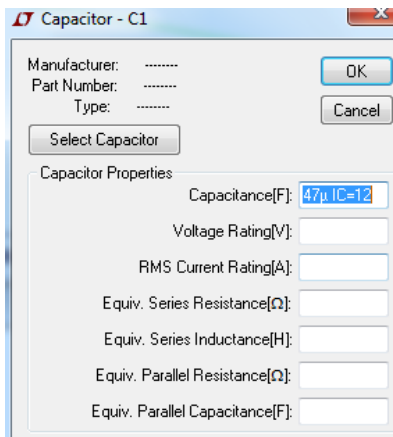 Capacitor - C1
Manufacturer: --------
OK
Part Number: --------
Type: --------
Cancel
Select Capacitor
Capacitor Properties
Capacitance[F]: 47µ IC=12
Voltage Rating[V]:
RMS Current Rating[A]:
Equiv. Series Resistance[Ω]:
Equiv. Series Inductance[H]:
Equiv. Parallel Resistance[Ω]:
Equiv. Parallel Capacitance[F]: